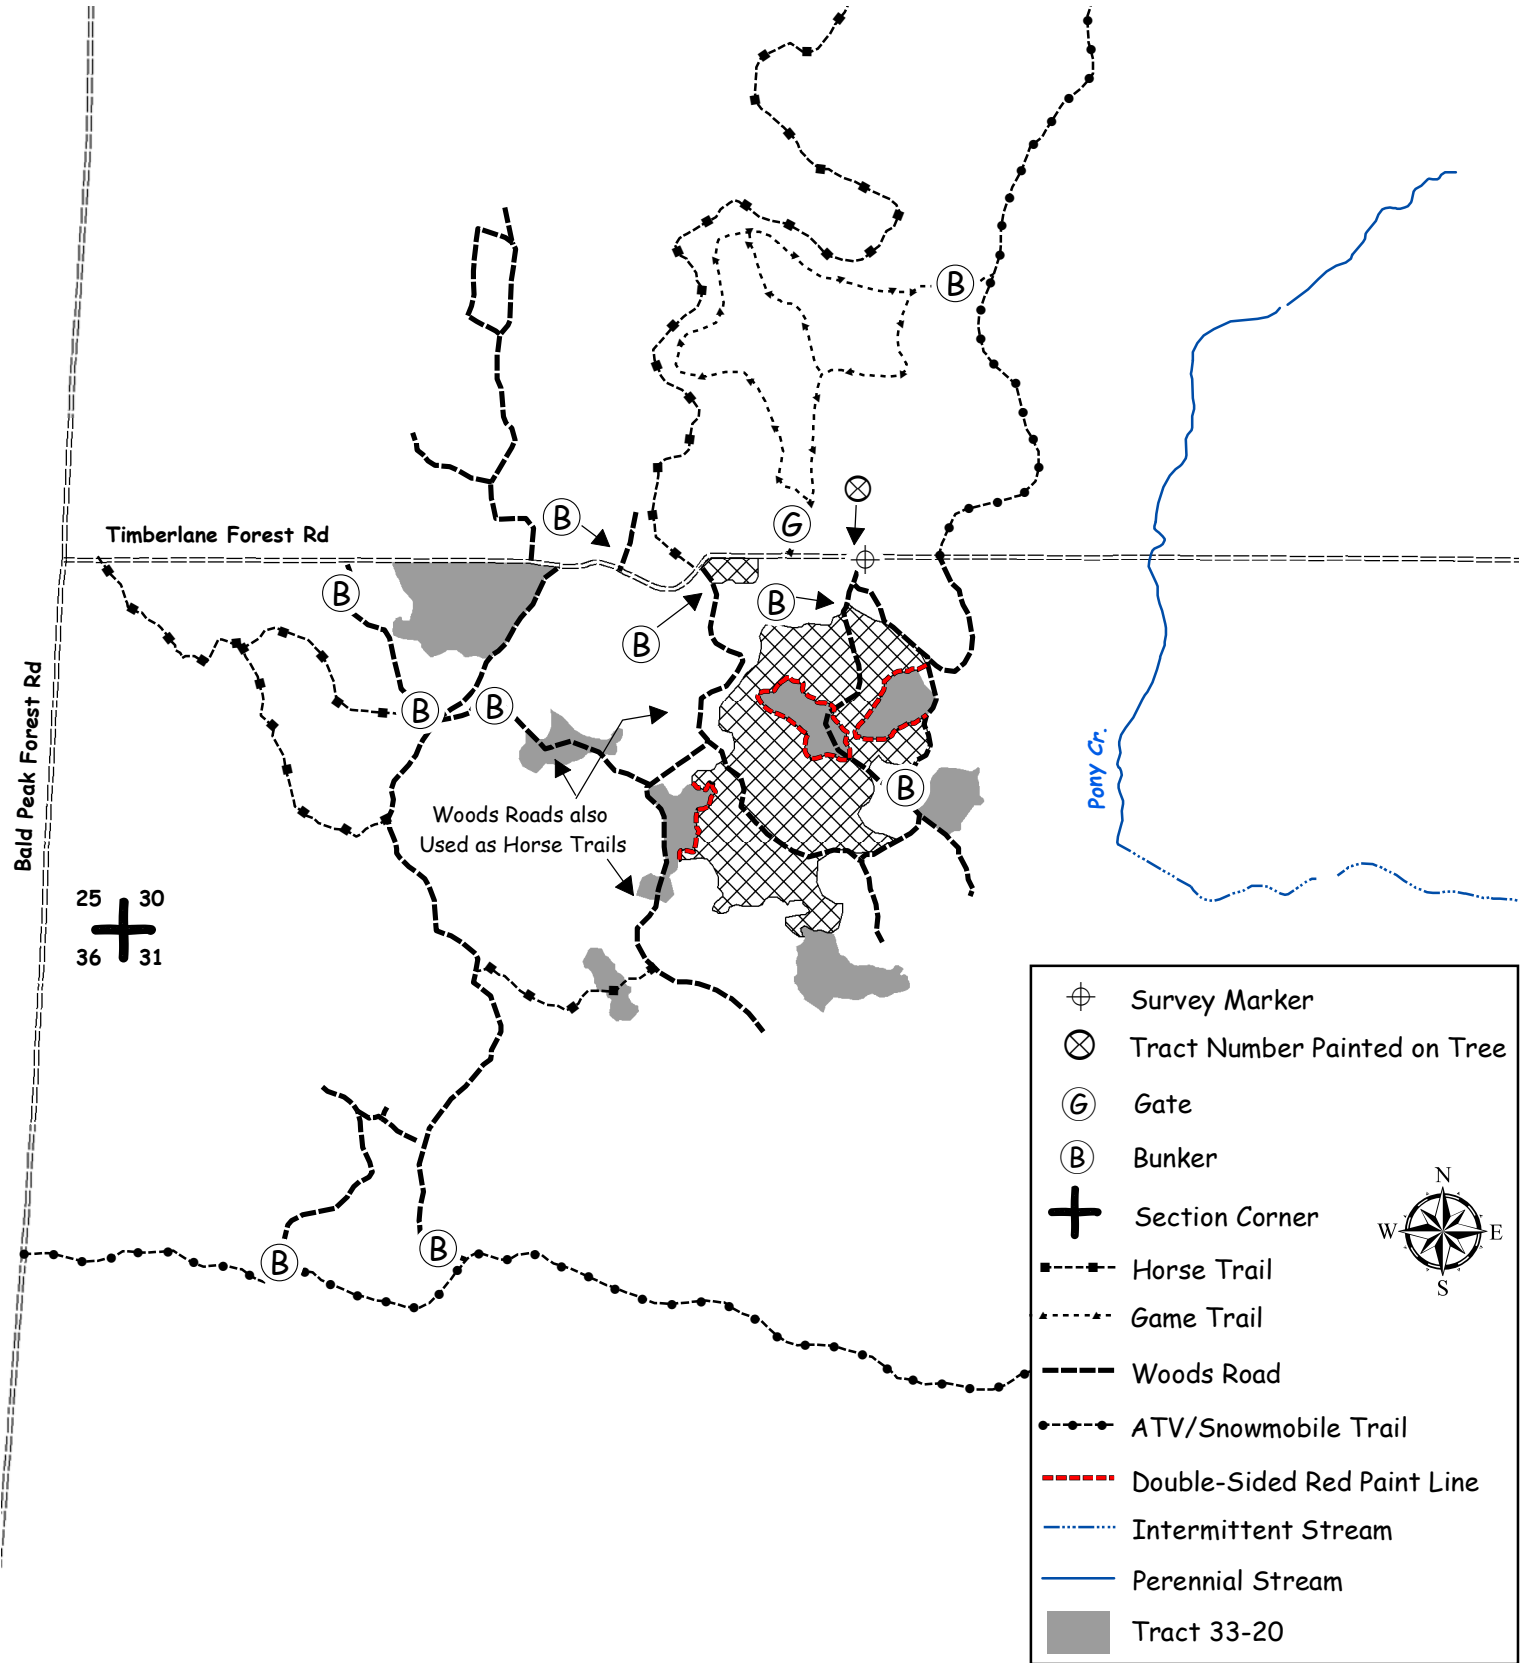 B
B
G
Timberlane Forest Rd
B
B
B
B
B
Bald Peak Forest Rd
Pony Cr.
B
Woods Roads also
Used as Horse Trails
25 30
36 31
B
B
Survey Marker
Tract Number Painted on Tree
G Gate
B Bunker
Section Corner
N
W E
S
Horse Trail
Game Trail
Woods Road
ATV/Snowmobile Trail
Double-Sided Red Paint Line
Intermittent Stream
Perennial Stream
Tract 33-20